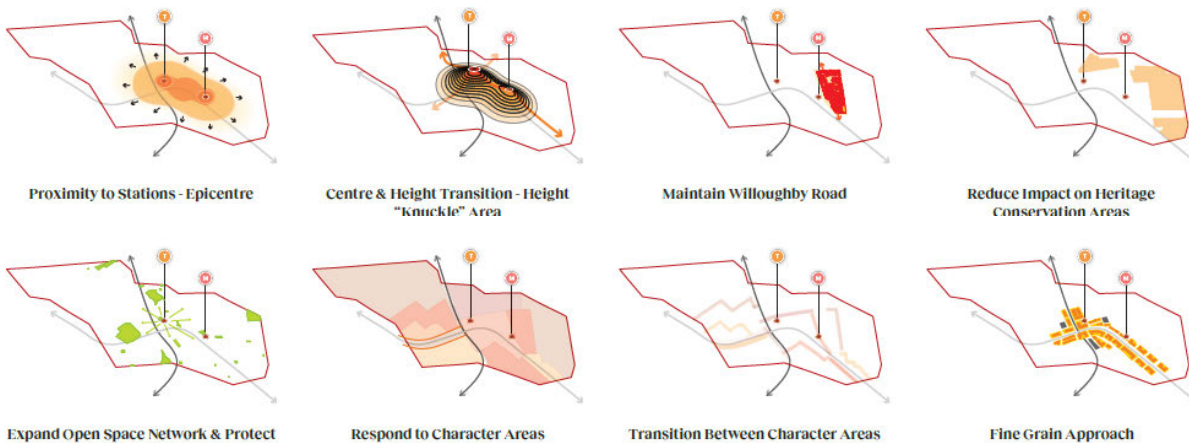 T
M
Proximity to Stations - Epicentre
T
M
Centre & Height Transition - Height
"Knuckle" Area
T
M
Maintain Willoughby Road
T
M
Reduce Impact on Heritage
Conservation Areas
T
M
Expand Open Space Network & Protect
T
M
Respond to Character Areas
T
M
Transition Between Character Areas
T
M
Fine Grain Approach